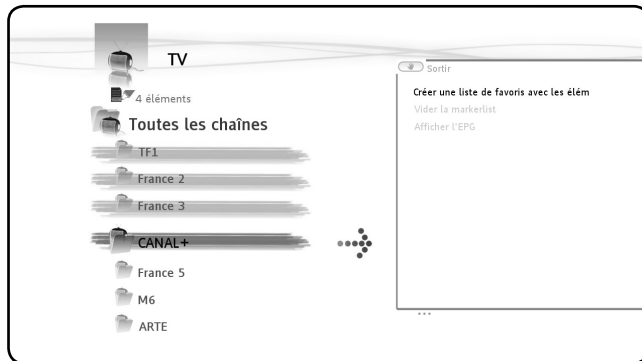 TV
4 éléments
Toutes les chaînes
TF1
France 2
France 3
CANAL+
France 5
M6
ARTE
Sortir
Créer une liste de favoris avec les élém
Vider la markerlist
Afficher l'EPG
...